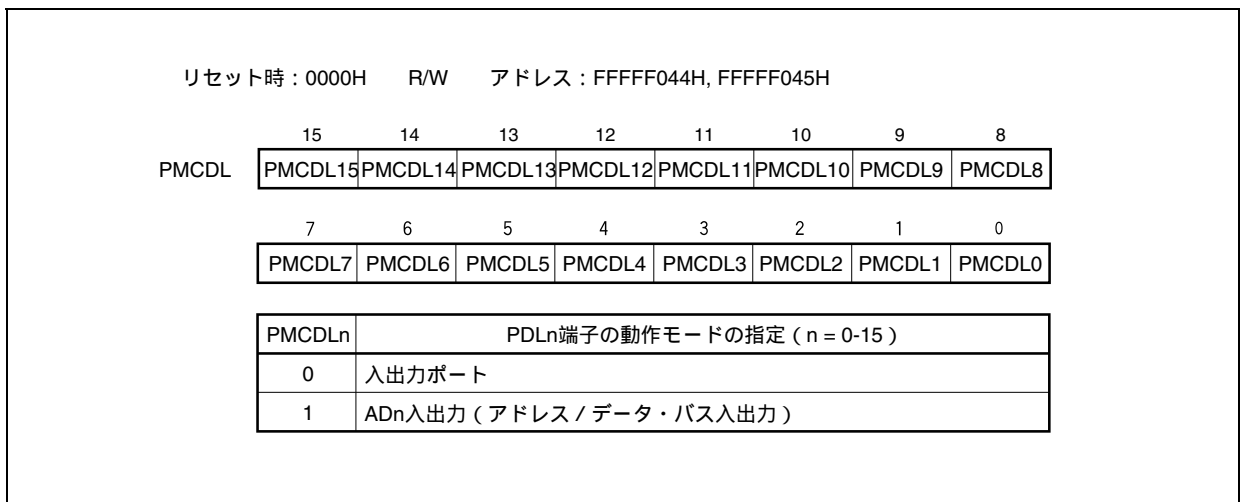 リセット時：0000H R/W アドレス：FFFFF044H, FFFFF045H
15 14 13 12 11 10 9 8
PMCDL PMCDL15 PMCDL14 PMCDL13 PMCDL12 PMCDL11 PMCDL10 PMCDL9 PMCDL8
7 6 5 4 3 2 1 0
PMCDL7 PMCDL6 PMCDL5 PMCDL4 PMCDL3 PMCDL2 PMCDL1 PMCDL0
PMCDLn PDLn端子の動作モードの指定（n = 0-15）
0 入出力ポート
1 ADn入出力（アドレス／データ・バス入出力）